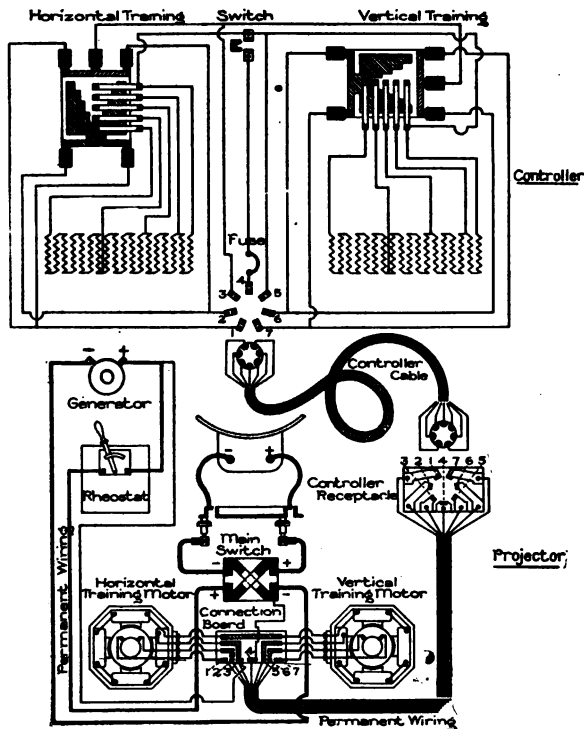 Horizontal Training
Switch
Vertical Training
Controller
Fuse
4
3
5
2
6
1
7
- +
Generator
Controller
Cable
Rheostat
- +
Controller
Receptacle
3 2 1 4 7 6 5
Main
Switch
- +
+ -
Projector
Permanent Wiring
Horizontal
Training Motor
Connection
Board
Vertical
Training Motor
1 2 3
5 6 7
Permanent Wiring